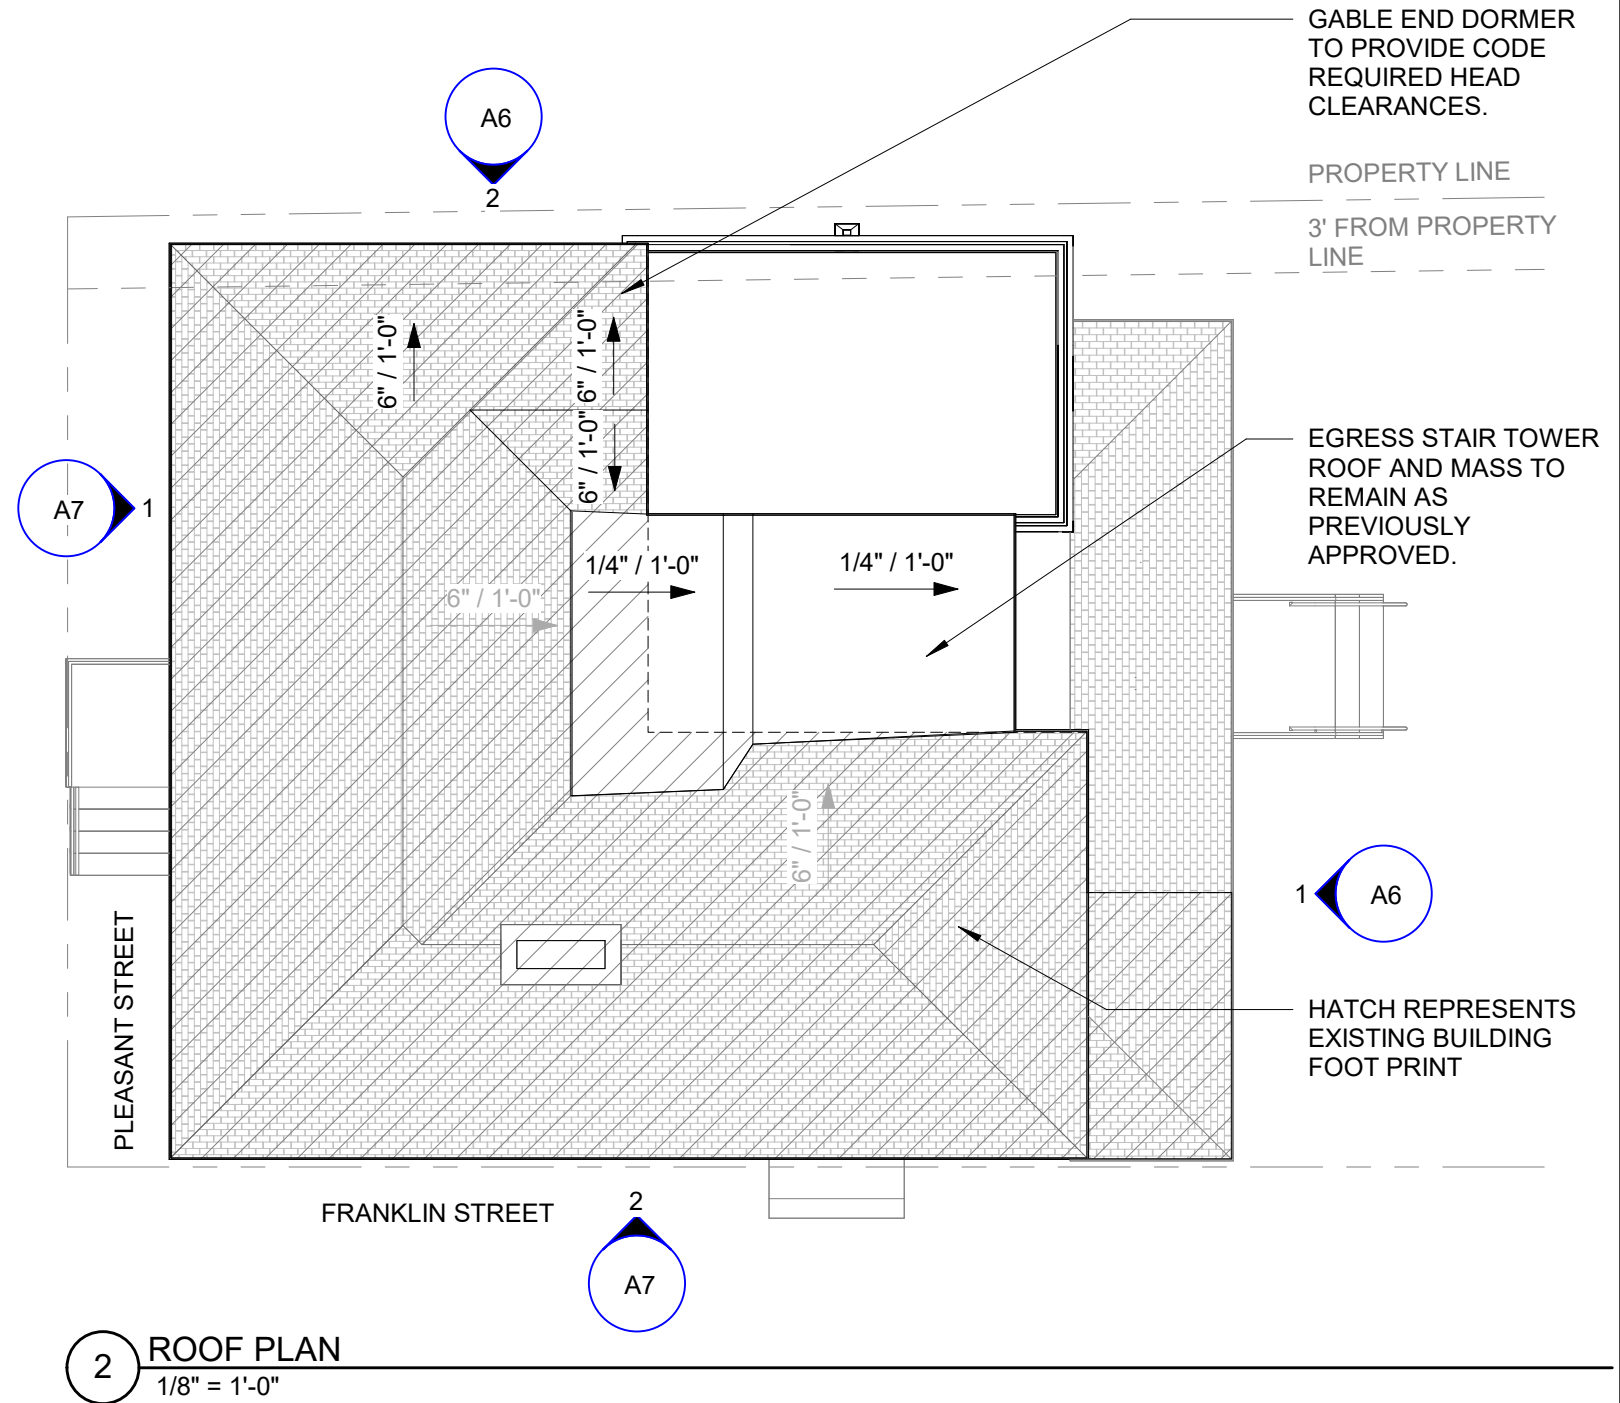 GABLE END DORMER
TO PROVIDE CODE
REQUIRED HEAD
CLEARANCES.
A6
2
PROPERTY LINE
3' FROM PROPERTY
LINE
6" / 1'-0"
6" / 1'-0"
6" / 1'-0"
EGRESS STAIR TOWER
ROOF AND MASS TO
REMAIN AS
PREVIOUSLY
APPROVED.
A7
1
1/4" / 1'-0"
1/4" / 1'-0"
6" / 1'-0"
6" / 1'-0"
1
A6
PLEASANT STREET
HATCH REPRESENTS
EXISTING BUILDING
FOOT PRINT
FRANKLIN STREET
2
A7
2
ROOF PLAN
1/8" = 1'-0"